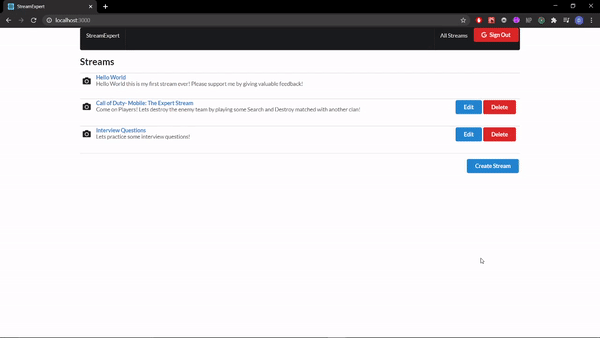 StreamExpert
localhost:3000
StreamExpert
All Streams
G Sign Out
Streams
Hello World
Hello World this is my first stream ever! Please support me by giving valuable feedback!
Call of Duty- Mobile: The Expert Stream
Come on Players! Lets destroy the enemy team by playing some Search and Destroy matched with another clan!
Edit
Delete
Interview Questions
Lets practice some interview questions!
Edit
Delete
Create Stream